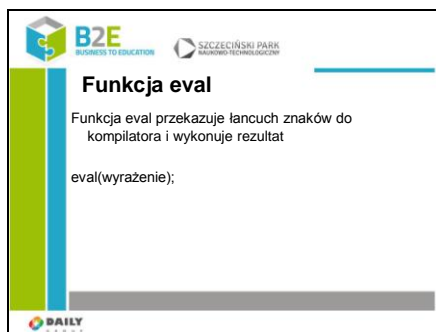 B2E
BUSINESS TO EDUCATION
SZCZECIŃSKI PARK
NAUKOWO-TECHNOLOGICZNY
Funkcja eval
Funkcja eval przekazuje łancuch znaków do
kompilatora i wykonuje rezultat
eval(wyrażenie);
DAILY
GROUP